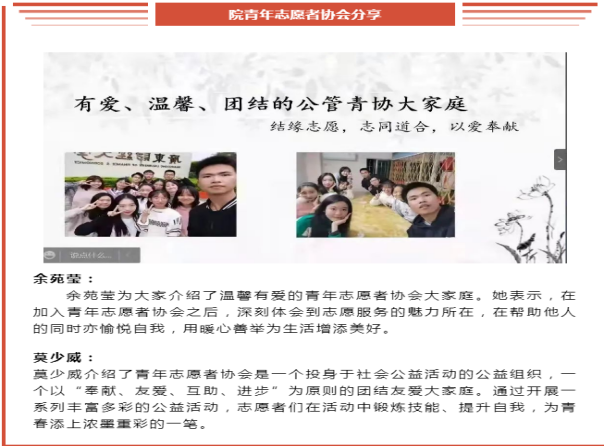 院青年志愿者协会分享
有爱、温馨、团结的公管青协大家庭
结缘志愿，志同道合，以爱奉献
说点什么...
余苑莹：
余苑莹为大家介绍了温馨有爱的青年志愿者协会大家庭。她表示，在
加入青年志愿者协会之后，深刻体会到志愿服务的魅力所在，在帮助他人
的同时亦愉悦自我，用暖心善举为生活增添美好。
莫少威：
莫少威介绍了青年志愿者协会是一个投身于社会公益活动的公益组织，一
个以“奉献、友爱、互助、进步”为原则的团结友爱大家庭。通过开展一
系列丰富多彩的公益活动，志愿者们在活动中锻炼技能、提升自我，为青
春添上浓墨重彩的一笔。